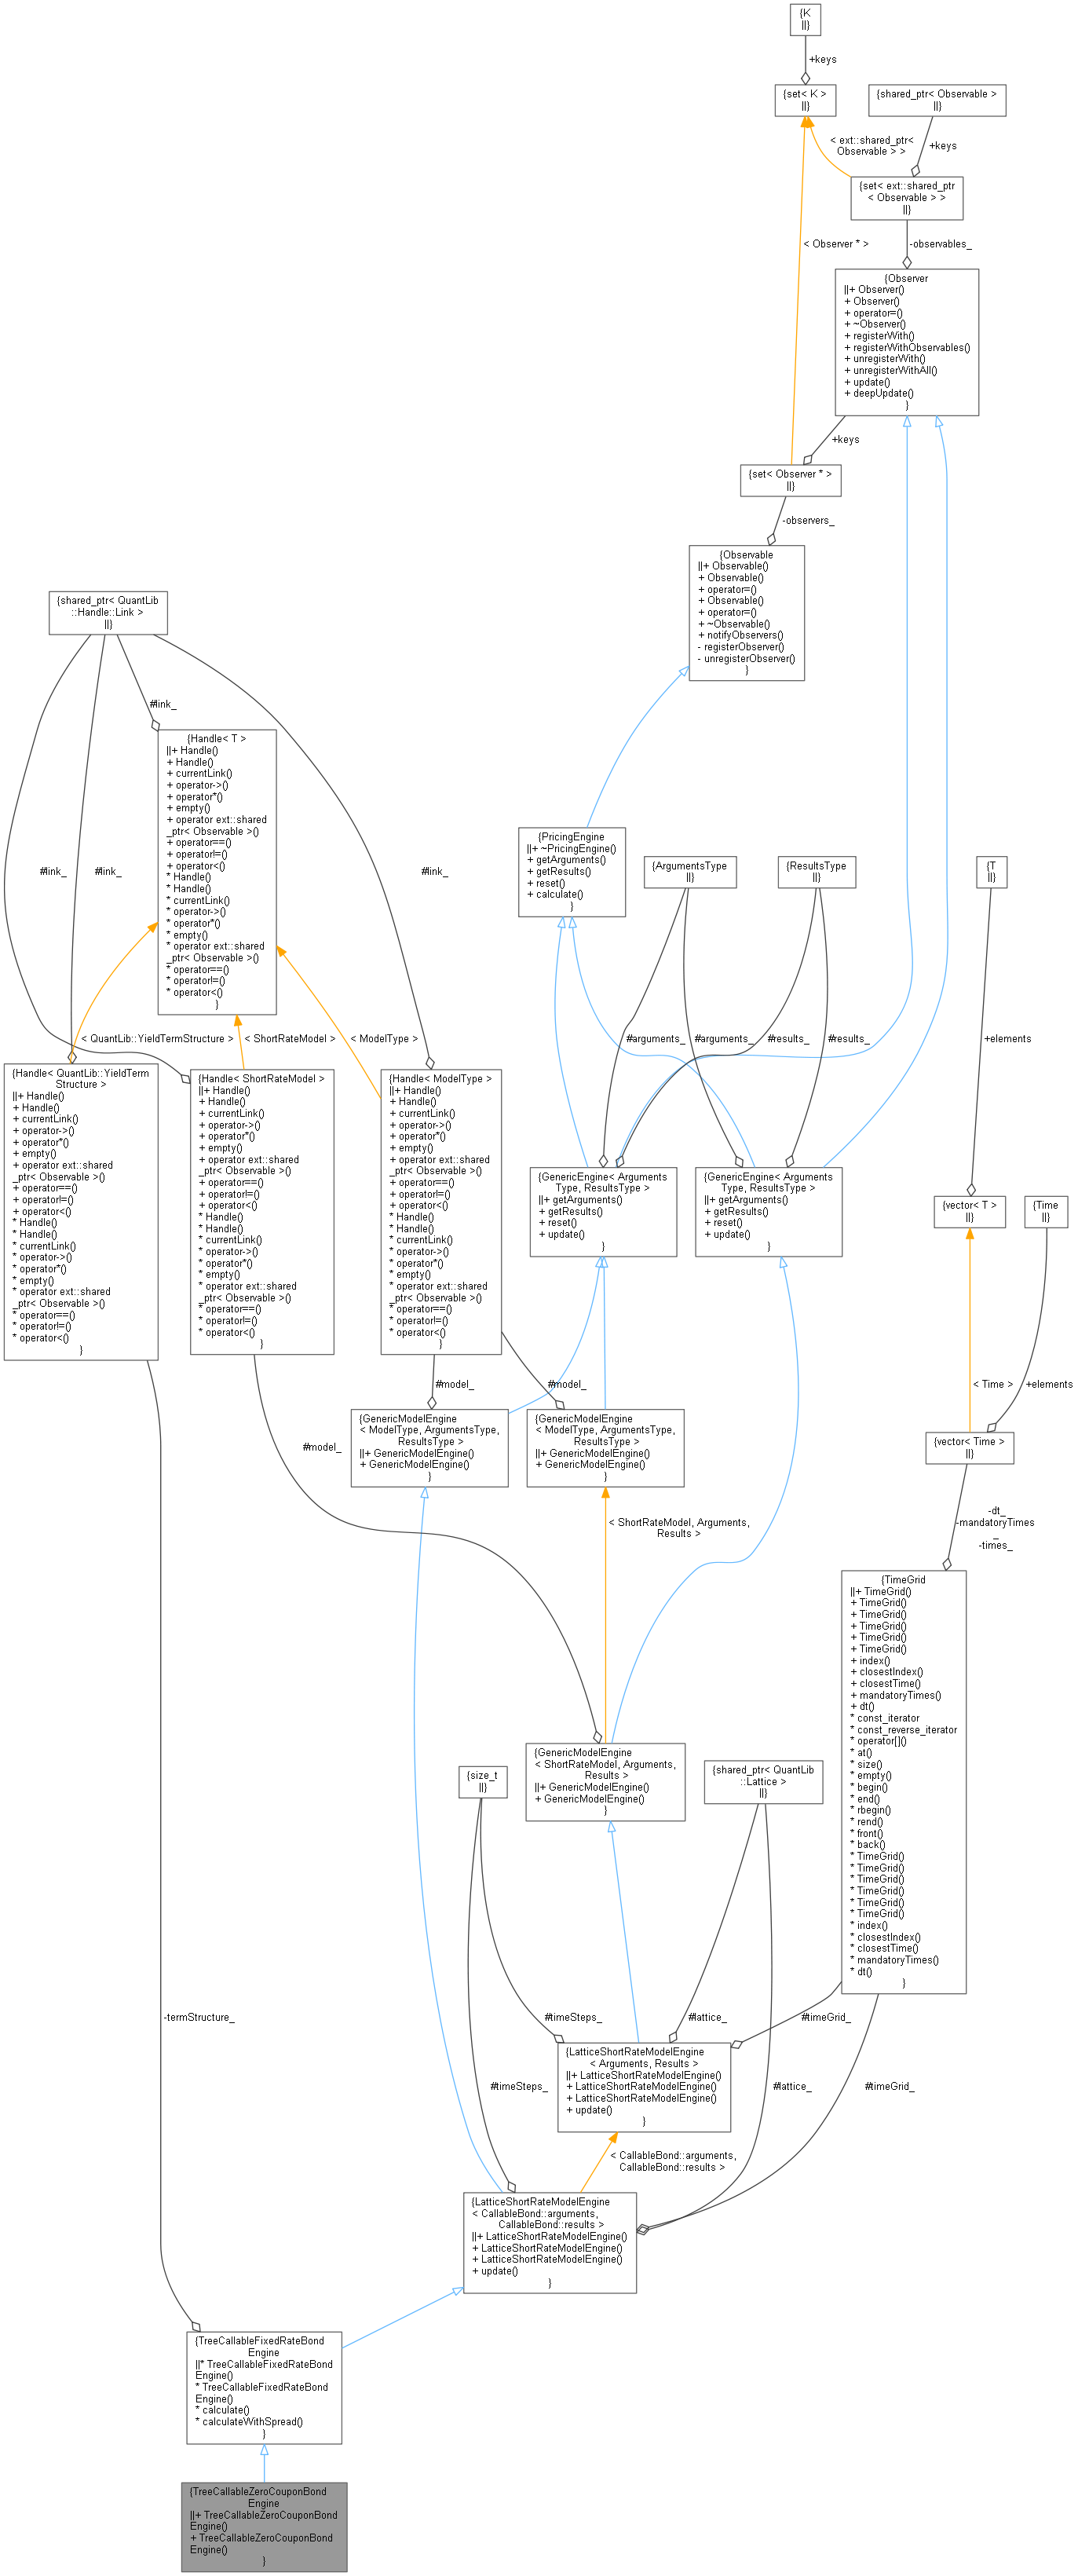 {K
||}
+keys
{set< K >
||}
{shared_ptr< Observable >
||}
< ext::shared_ptr<
Observable > >
+keys
{set< ext::shared_ptr
< Observable > >
||}
< Observer * >
-observables_
{Observer
||+ Observer()
+ Observer()
+ operator=()
+ ~Observer()
+ registerWith()
+ registerWithObservables()
+ unregisterWith()
+ unregisterWithAll()
+ update()
+ deepUpdate()
}
+keys
{set< Observer * >
||}
-observers_
{Observable
||+ Observable()
+ Observable()
+ operator=()
+ Observable()
+ operator=()
+ ~Observable()
+ notifyObservers()
- registerObserver()
- unregisterObserver()
}
{shared_ptr< QuantLib
::Handle::Link >
||}
#link_
{Handle< T >
||+ Handle()
+ Handle()
+ currentLink()
+ operator->()
+ operator*()
+ empty()
+ operator ext::shared
_ptr< Observable >()
+ operator==()
+ operator!=()
+ operator<()
* Handle()
* Handle()
* currentLink()
* operator->()
* operator*()
* empty()
* operator ext::shared
_ptr< Observable >()
* operator==()
* operator!=()
* operator<()
}
#link_
#link_
#link_
{PricingEngine
||+ ~PricingEngine()
+ getArguments()
+ getResults()
+ reset()
+ calculate()
}
{ArgumentsType
||}
{ResultsType
||}
{T
||}
< QuantLib::YieldTermStructure >
< ShortRateModel >
< ModelType >
#arguments_
#arguments_
#results_
#results_
+elements
{Handle< QuantLib::YieldTerm
Structure >
||+ Handle()
+ Handle()
+ currentLink()
+ operator->()
+ operator*()
+ empty()
+ operator ext::shared
_ptr< Observable >()
+ operator==()
+ operator!=()
+ operator<()
* Handle()
* Handle()
* currentLink()
* operator->()
* operator*()
* empty()
* operator ext::shared
_ptr< Observable >()
* operator==()
* operator!=()
* operator<()
}
{Handle< ShortRateModel >
||+ Handle()
+ Handle()
+ currentLink()
+ operator->()
+ operator*()
+ empty()
+ operator ext::shared
_ptr< Observable >()
+ operator==()
+ operator!=()
+ operator<()
* Handle()
* Handle()
* currentLink()
* operator->()
* operator*()
* empty()
* operator ext::shared
_ptr< Observable >()
* operator==()
* operator!=()
* operator<()
}
{Handle< ModelType >
||+ Handle()
+ Handle()
+ currentLink()
+ operator->()
+ operator*()
+ empty()
+ operator ext::shared
_ptr< Observable >()
+ operator==()
+ operator!=()
+ operator<()
* Handle()
* Handle()
* currentLink()
* operator->()
* operator*()
* empty()
* operator ext::shared
_ptr< Observable >()
* operator==()
* operator!=()
* operator<()
}
{GenericEngine< Arguments
Type, ResultsType >
||+ getArguments()
+ getResults()
+ reset()
+ update()
}
{GenericEngine< Arguments
Type, ResultsType >
||+ getArguments()
+ getResults()
+ reset()
+ update()
}
{vector< T >
||}
{Time
||}
#model_
#model_
< Time >
+elements
{GenericModelEngine
< ModelType, ArgumentsType,
ResultsType >
||+ GenericModelEngine()
+ GenericModelEngine()
}
{GenericModelEngine
< ModelType, ArgumentsType,
ResultsType >
||+ GenericModelEngine()
+ GenericModelEngine()
}
#model_
{vector< Time >
||}
< ShortRateModel, Arguments,
Results >
-dt_
-mandatoryTimes
_
-times_
{TimeGrid
||+ TimeGrid()
+ TimeGrid()
+ TimeGrid()
+ TimeGrid()
+ TimeGrid()
+ TimeGrid()
+ index()
+ closestIndex()
+ closestTime()
+ mandatoryTimes()
+ dt()
* const_iterator
* const_reverse_iterator
* operator[]()
* at()
* size()
* empty()
* begin()
* end()
* rbegin()
* rend()
* front()
* back()
* TimeGrid()
* TimeGrid()
* TimeGrid()
* TimeGrid()
* TimeGrid()
* TimeGrid()
* index()
* closestIndex()
* closestTime()
* mandatoryTimes()
* dt()
}
{GenericModelEngine
< ShortRateModel, Arguments,
Results >
||+ GenericModelEngine()
+ GenericModelEngine()
}
{size_t
||}
{shared_ptr< QuantLib
::Lattice >
||}
-termStructure_
#timeSteps_
#lattice_
#timeGrid_
{LatticeShortRateModelEngine
< Arguments, Results >
||+ LatticeShortRateModelEngine()
+ LatticeShortRateModelEngine()
+ LatticeShortRateModelEngine()
+ update()
}
#timeSteps_
#lattice_
#timeGrid_
< CallableBond::arguments,
CallableBond::results >
{LatticeShortRateModelEngine
< CallableBond::arguments,
CallableBond::results >
||+ LatticeShortRateModelEngine()
+ LatticeShortRateModelEngine()
+ LatticeShortRateModelEngine()
+ update()
}
{TreeCallableFixedRateBond
Engine
||* TreeCallableFixedRateBond
Engine()
* TreeCallableFixedRateBond
Engine()
* calculate()
* calculateWithSpread()
}
{TreeCallableZeroCouponBond
Engine
||+ TreeCallableZeroCouponBond
Engine()
+ TreeCallableZeroCouponBond
Engine()
}